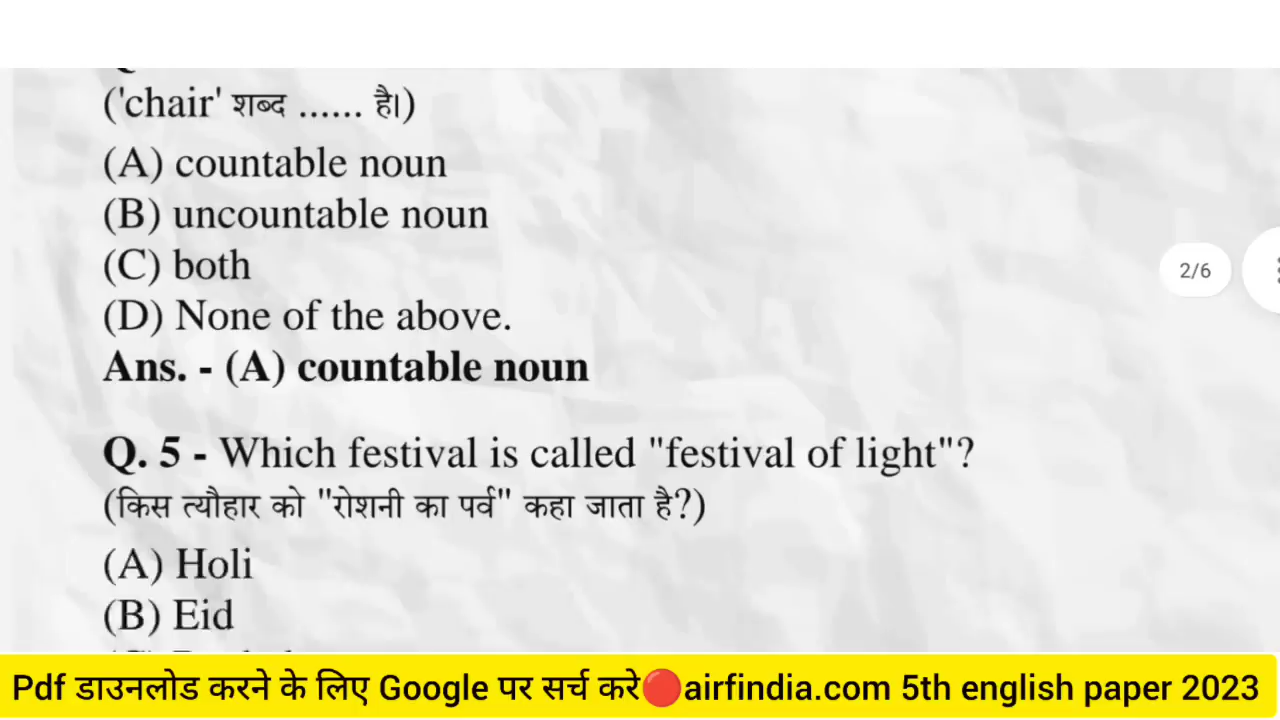 ('chair' शब्द ...... है।)
(A) countable noun
(B) uncountable noun
(C) both
(D) None of the above.
Ans. - (A) countable noun
2/6
Q. 5 - Which festival is called "festival of light"?
(किस त्यौहार को "रोशनी का पर्व" कहा जाता है?)
(A) Holi
(B) Eid
Pdf डाउनलोड करने के लिए Google पर सर्च करे🔴airfindia.com 5th english paper 2023